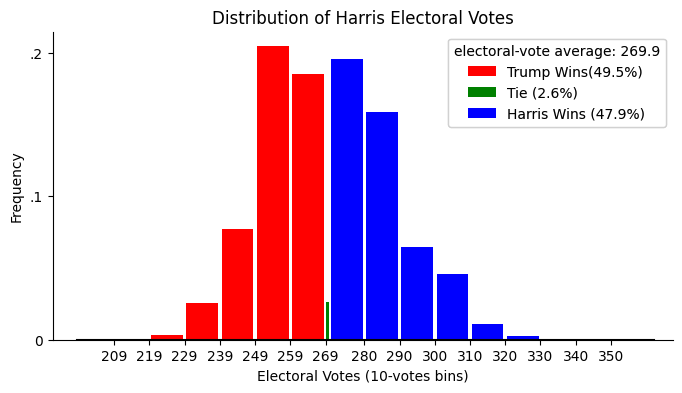 Distribution of Harris Electoral Votes
electoral-vote average: 269.9
Trump Wins(49.5%)
Tie (2.6%)
Harris Wins (47.9%)
Frequency
.2
.1
0
209 219 229 239 249 259 269 280 290 300 310 320 330 340 350
Electoral Votes (10-votes bins)